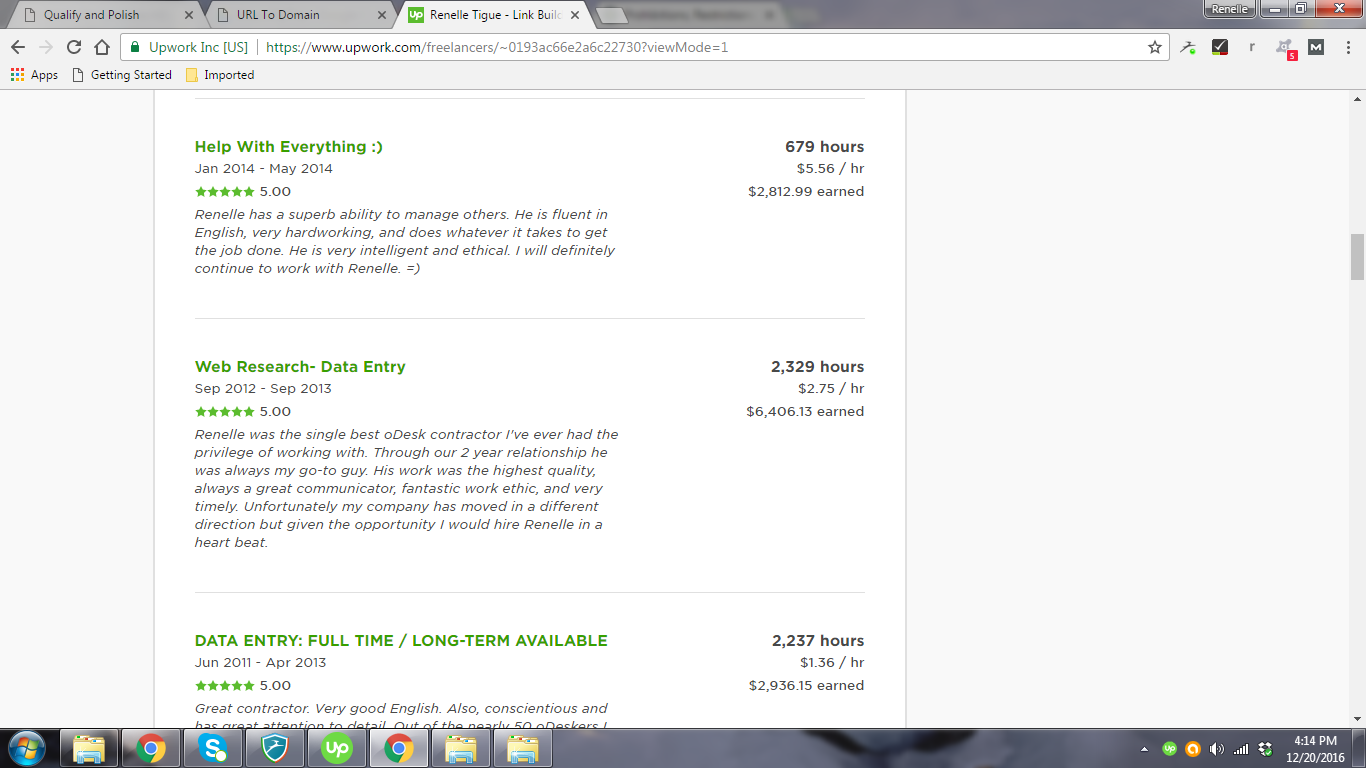 Qualify and Polish
URL To Domain
Renelle Tigue - Link Buil
Renelle
Upwork Inc [US]
https://www.upwork.com/freelancers/~0193ac66e2a6c22730?viewMode=1
Apps
Getting Started
Imported
Help With Everything :)
679 hours
Jan 2014 - May 2014
$5.56 / hr
5.00
$2,812.99 earned
Renelle has a superb ability to manage others. He is fluent in
English, very hardworking, and does whatever it takes to get
the job done. He is very intelligent and ethical. I will definitely
continue to work with Renelle. =)
Web Research- Data Entry
2,329 hours
Sep 2012 - Sep 2013
$2.75 / hr
5.00
$6,406.13 earned
Renelle was the single best oDesk contractor I've ever had the
privilege of working with. Through our 2 year relationship he
was always my go-to guy. His work was the highest quality,
always a great communicator, fantastic work ethic, and very
timely. Unfortunately my company has moved in a different
direction but given the opportunity I would hire Renelle in a
heart beat.
DATA ENTRY: FULL TIME / LONG-TERM AVAILABLE
2,237 hours
Jun 2011 - Apr 2013
$1.36 / hr
5.00
$2,936.15 earned
Great contractor. Very good English. Also, conscientious and
has great attention to detail. Out of the nearly 50 oDeskers I
4:14 PM
12/20/2016